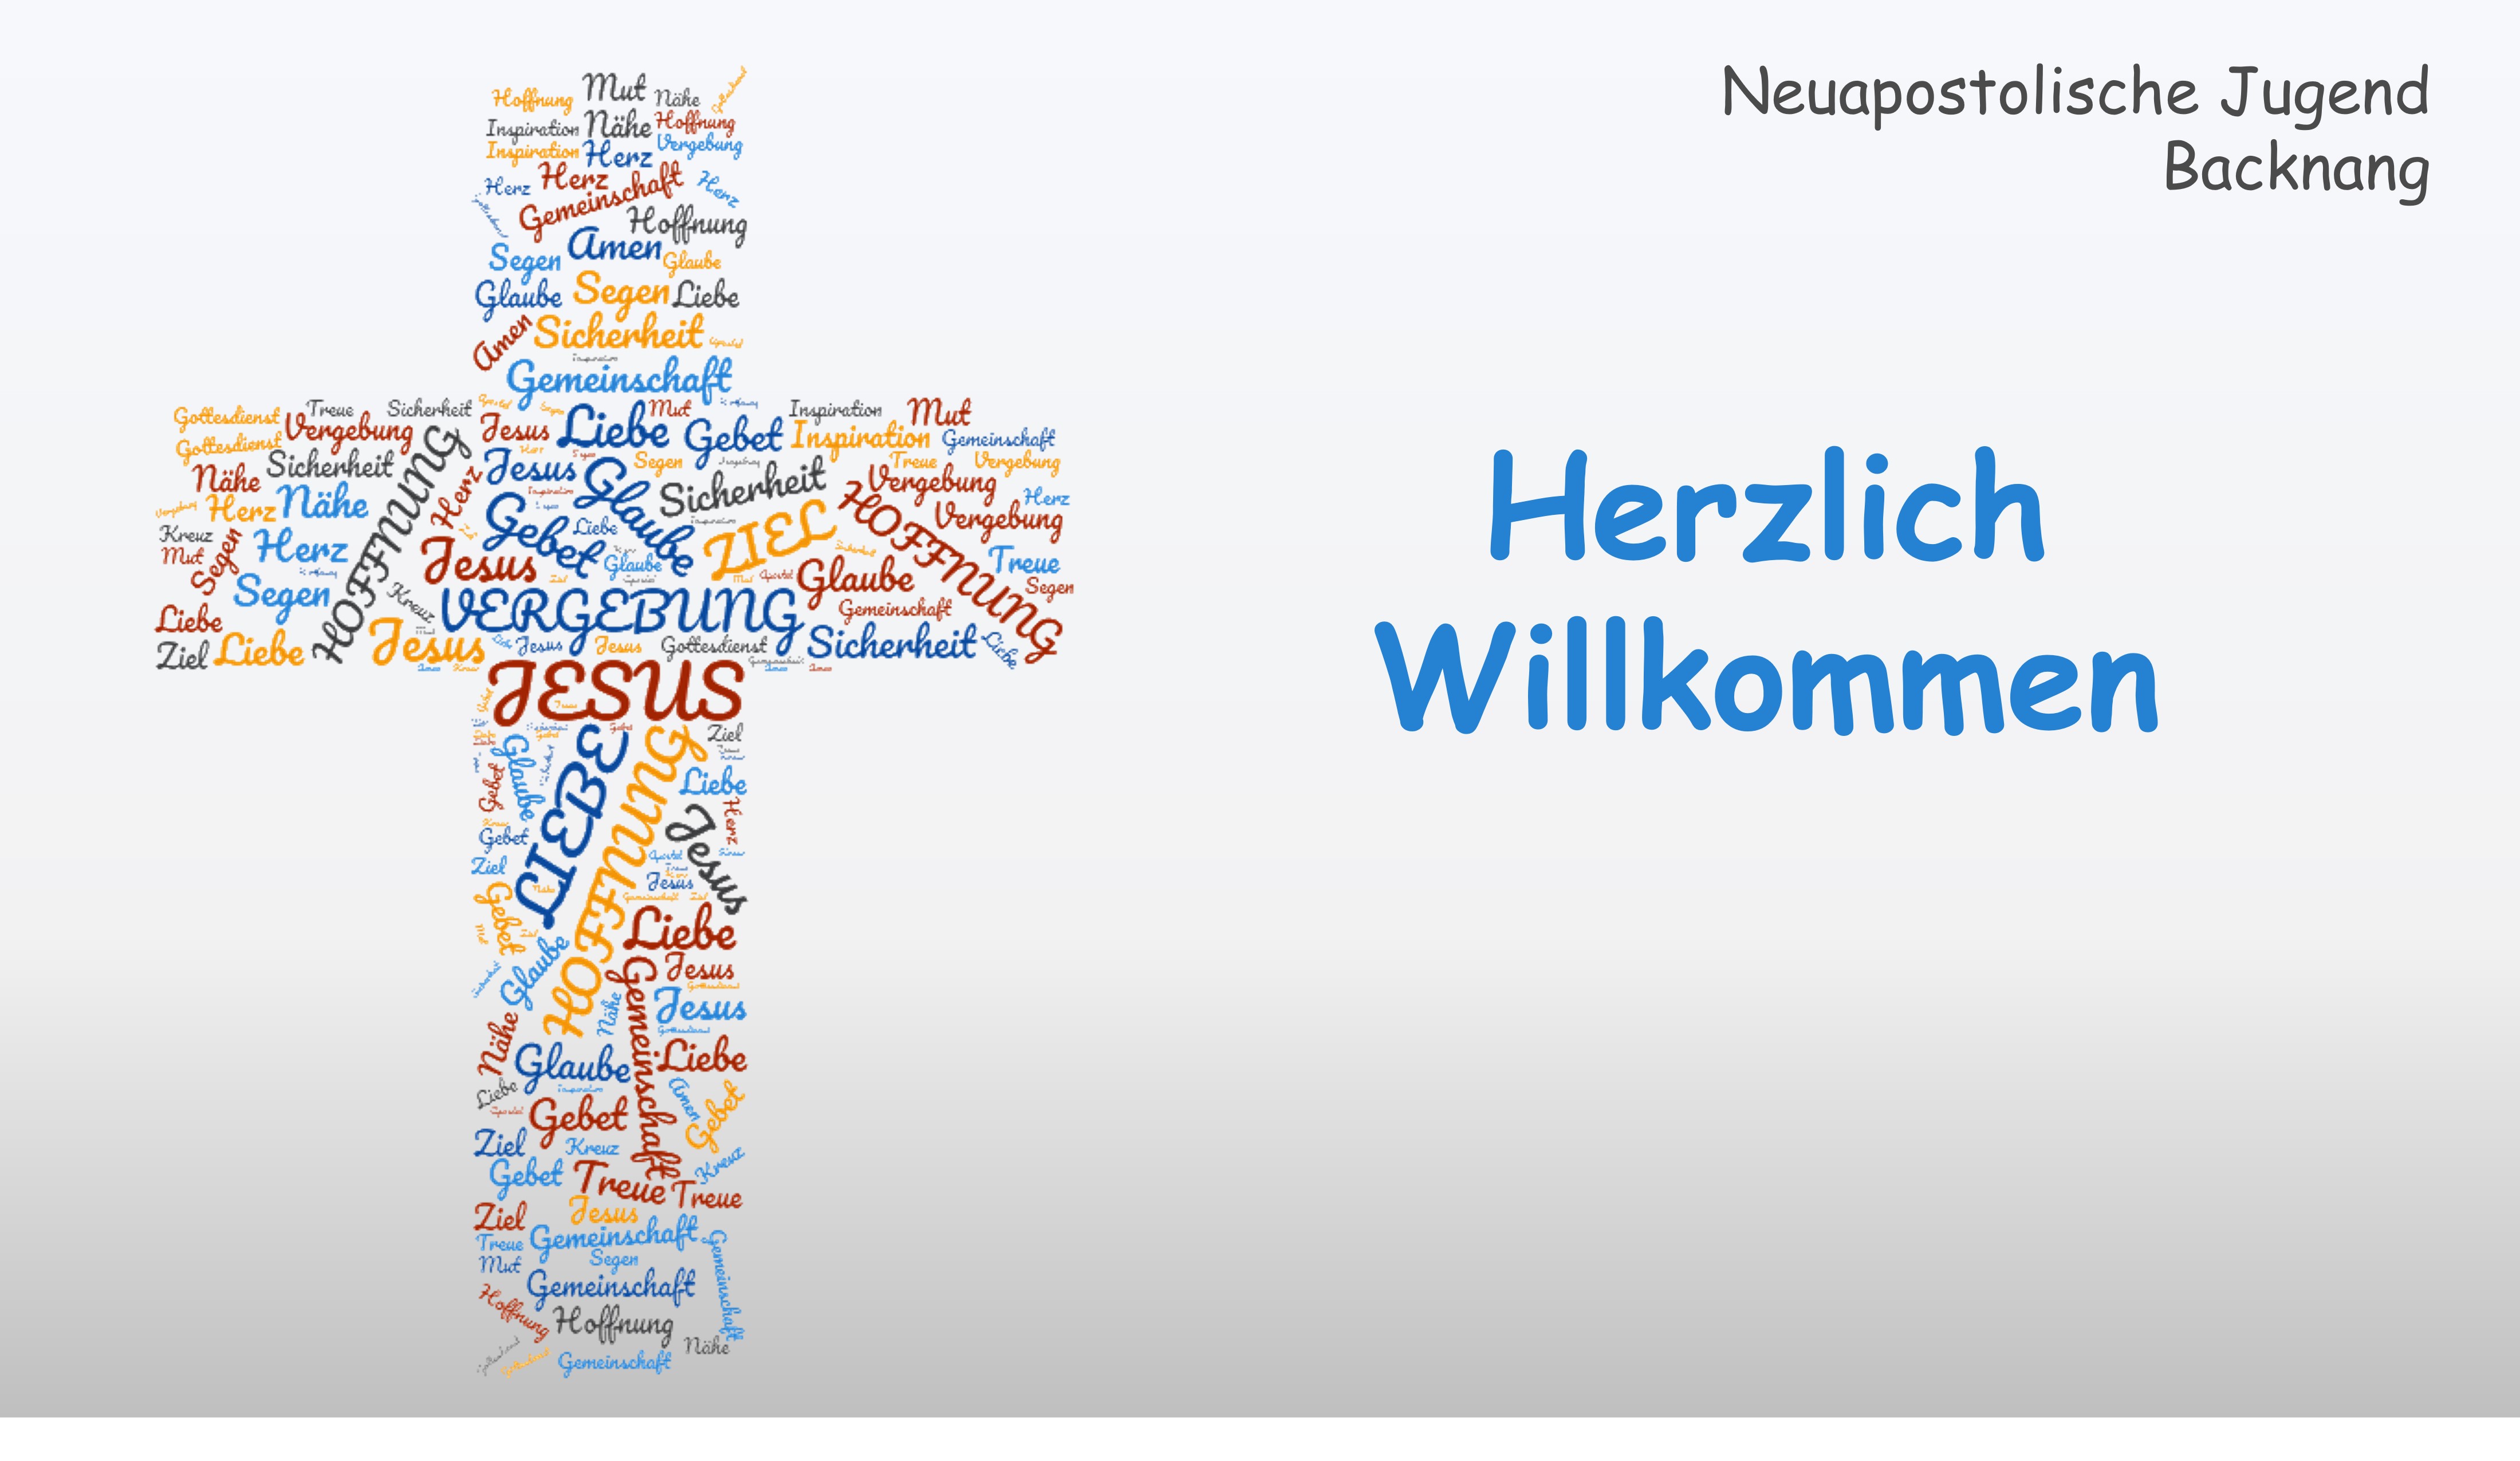 Neuapostolische Jugend
Backnang
Herzlich
Willkommen
Mut
Hoffnung Nähe
Inspiration Nähe Hoffnung
Inspiration Herz Vergebung
Herz Herz Herz
Gemeinschaft
Hoffnung
Amen
Segen Glaube
Glaube Segen Liebe
Amen Sicherheit
Gemeinschaft
Gottesdienst Treue Sicherheit Jesus Liebe Mut Gebet Inspiration Mut
Gottesdienst Vergebung Inspiration Gemeinschaft
Sicherheit HOFFNUNG Jesus Glaube Segen Sicherheit Treue Vergebung
Nähe Herz Nähe Herz Vergebung HOFFNUNG Herz
Kreuz Gebet Liebe ZIEL Vergebung
Mut Segen Herz Jesus Glaube Glaube Treue
Segen Kreuz VERGEBUNG Gemeinschaft Segen
Liebe
Ziel Liebe Jesus Jesus Jesus Gottesdienst Sicherheit Liebe
JESUS
LIEBE HOFFNUNG Ziel
Glaube Liebe
Gebet Jesus Herz
Gebet
Ziel Jesus
Gebet Liebe
Glaube Gemeinschaft Jesus
Nähe Jesus
Nähe Glaube Liebe
Liebe Amen Gebet
Gebet
Ziel Kreuz Kreuz
Gebet Treue Treue
Ziel Jesus
Treue Gemeinschaft Gemeinschaft
Mut Segen
Gemeinschaft
Hoffnung Hoffnung
Nähe
Gemeinschaft